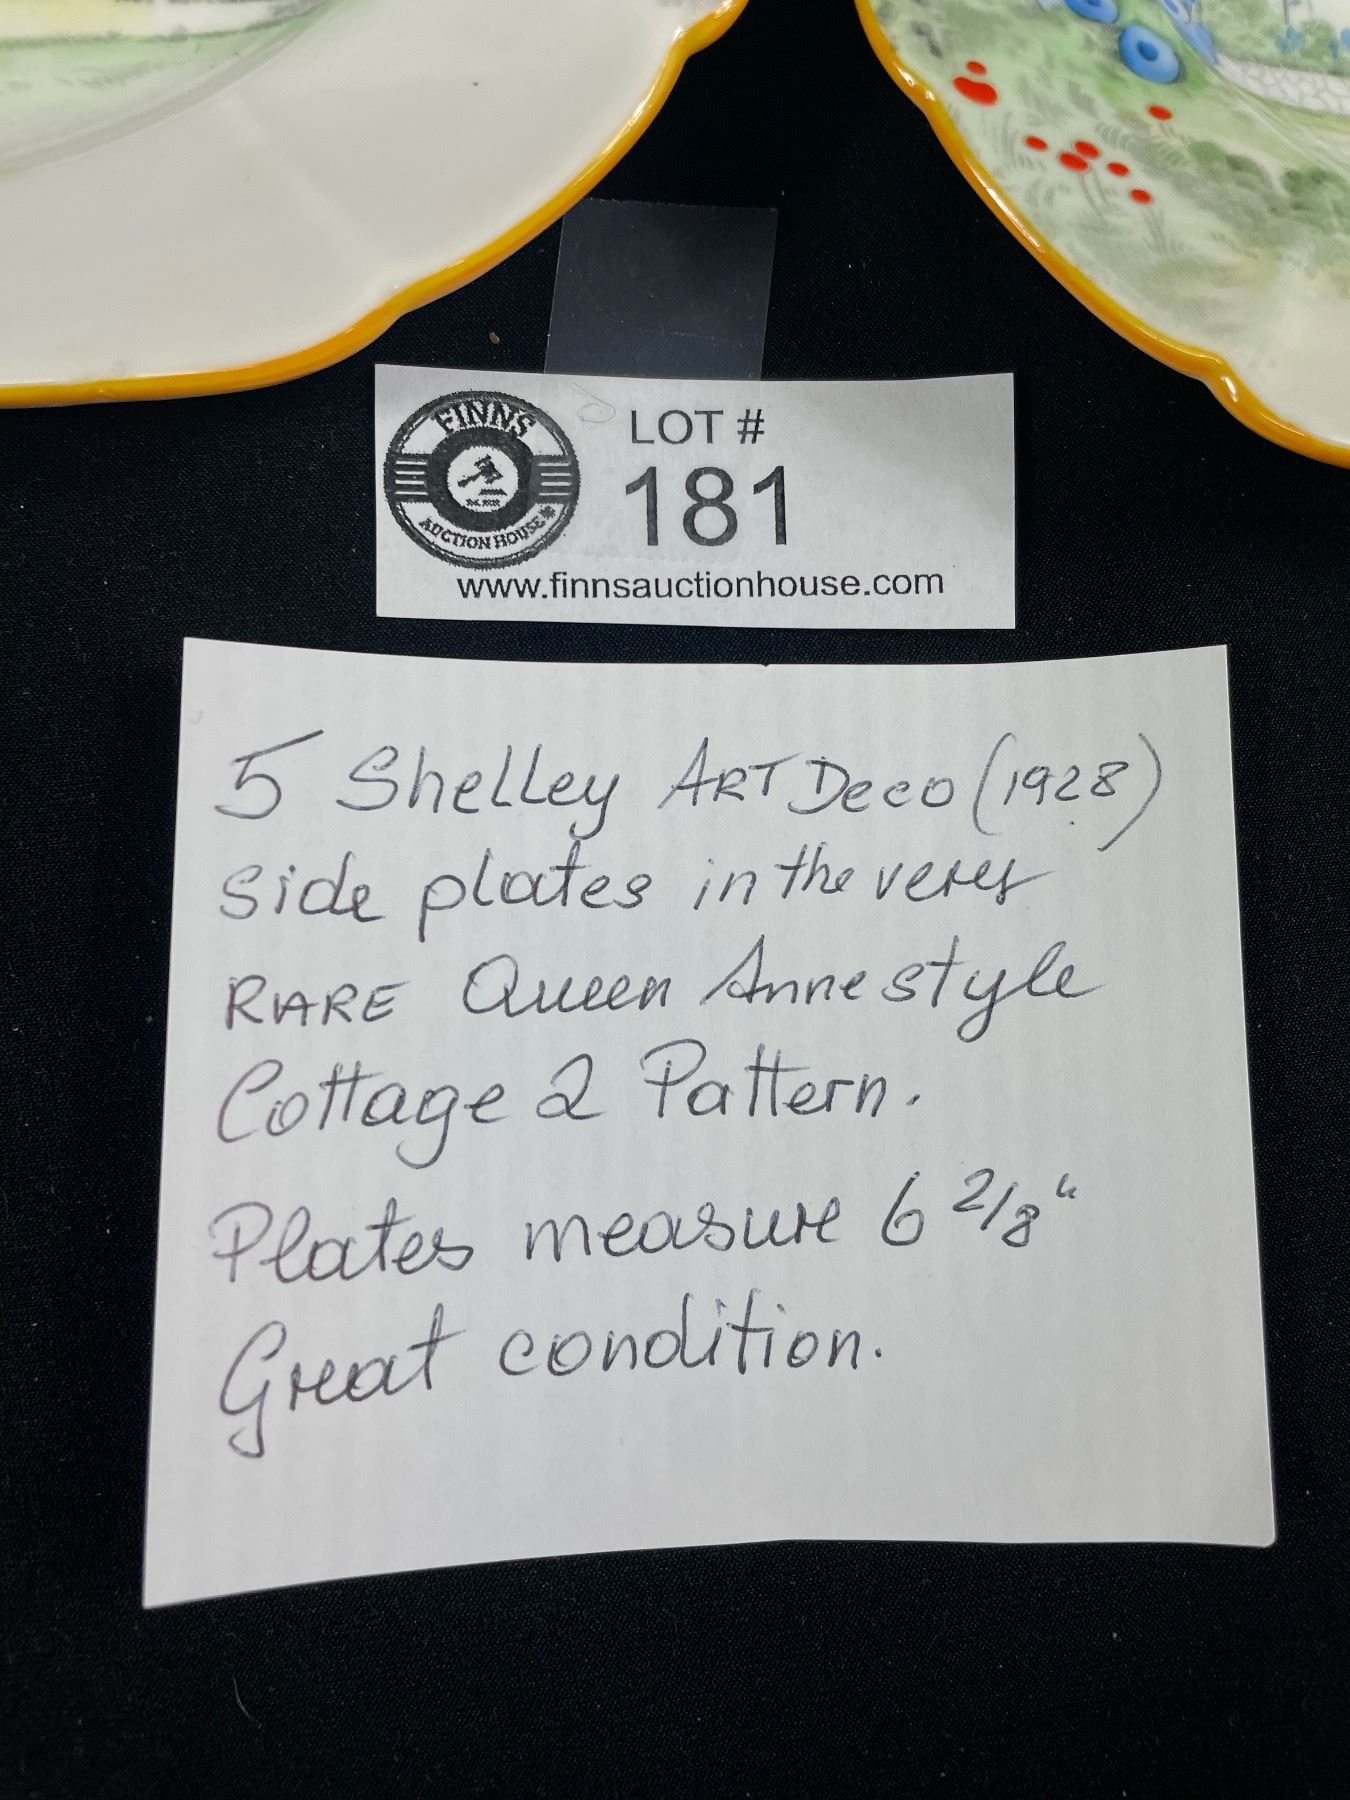 FINNS
AUCTION HOUSE
LOT #
181
www.finnsauctionhouse.com
5 Shelley ART Deco (1928)
side plates in the very
RARE Queen Anne style
Cottage 2 Pattern.
Plates measure 6 2/8"
Great condition.